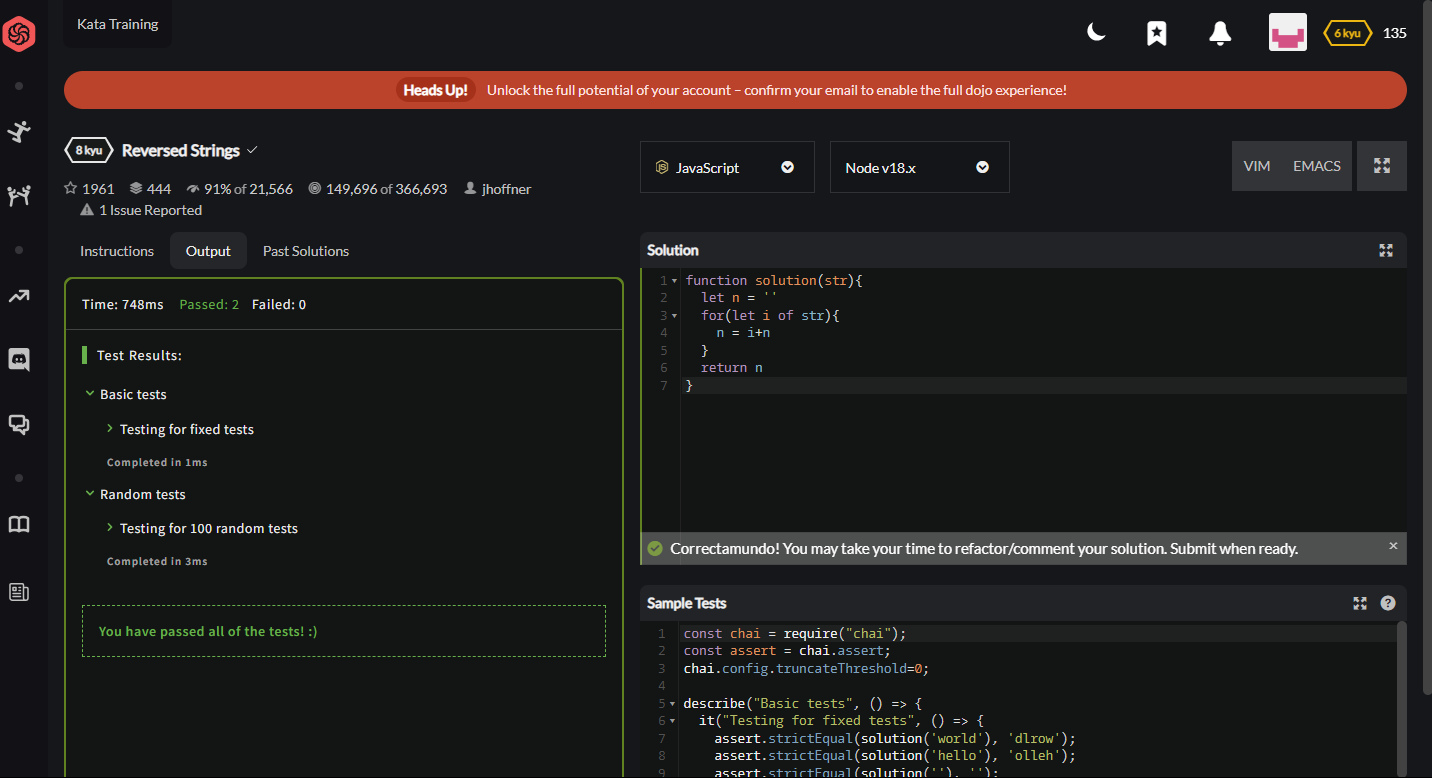 Kata Training
6 kyu 135
Heads Up! Unlock the full potential of your account – confirm your email to enable the full dojo experience!
8 kyu Reversed Strings
1961 444 91% of 21,566 149,696 of 366,693 jhoffner
1 Issue Reported
JavaScript
Node v18.x
VIM EMACS
Instructions Output Past Solutions
Time: 748ms Passed: 2 Failed: 0
Test Results:
Basic tests
Testing for fixed tests
Completed in 1ms
Random tests
Testing for 100 random tests
Completed in 3ms
You have passed all of the tests! :)
Solution
1 function solution(str){
2 let n = ''
3 for(let i of str){
4 n = i+n
5 }
6 return n
7 }
Correctamundo! You may take your time to refactor/comment your solution. Submit when ready. ×
Sample Tests ?
1 const chai = require("chai");
2 const assert = chai.assert;
3 chai.config.truncateThreshold=0;
4
5 describe("Basic tests", () => {
6 it("Testing for fixed tests", () => {
7 assert.strictEqual(solution('world'), 'dlrow');
8 assert.strictEqual(solution('hello'), 'olleh');
9 assert.strictEqual(solution(''), '');